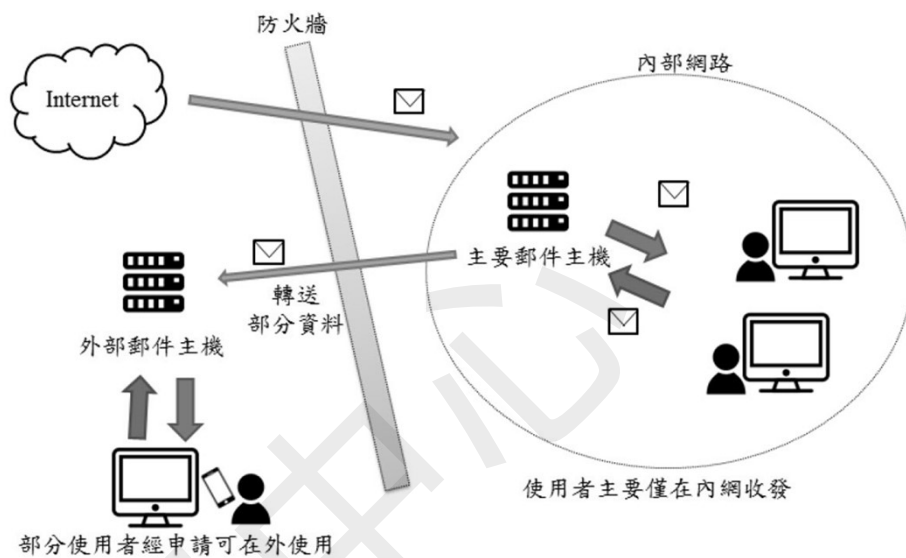 防火牆
內部網路
Internet
主要郵件主機
轉送
部分資料
外部郵件主機
使用者主要僅在內網收發
部分使用者經申請可在外使用
中心